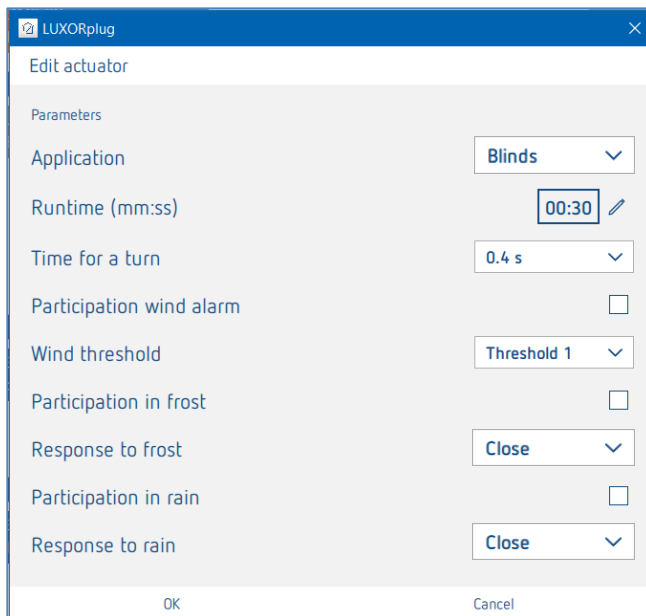 LUXORplug
Edit actuator
Parameters
Application Blinds
Runtime (mm:ss) 00:30
Time for a turn 0.4 s
Participation wind alarm
Wind threshold Threshold 1
Participation in frost
Response to frost Close
Participation in rain
Response to rain Close
OK Cancel